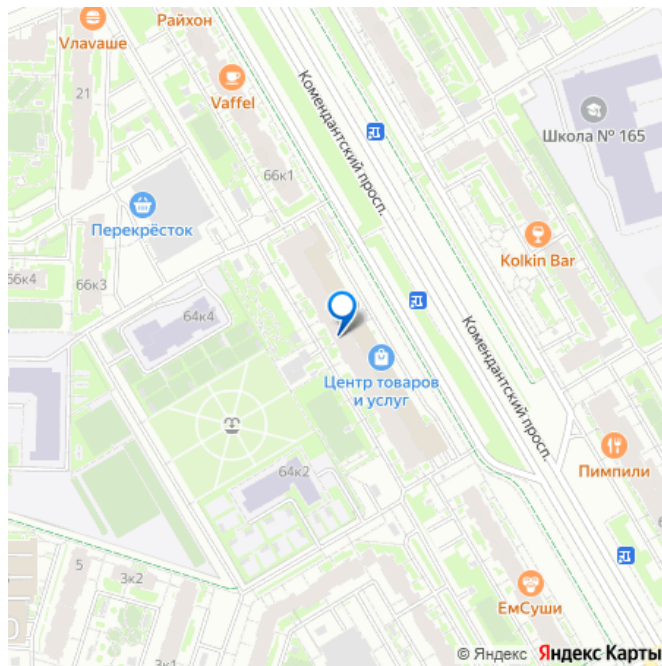 Райхон
Vлаваше
21
Vaffel
Комендантский просп.
Школа № 165
66к1
Перекрёсток
Kolkin Bar
66к4
66к3
64к4
Центр товаров
и услуг
Комендантский просп.
Пимпили
64к2
5
3к2
ЕмСуши
3к1
© Яндекс Яндекс Карты